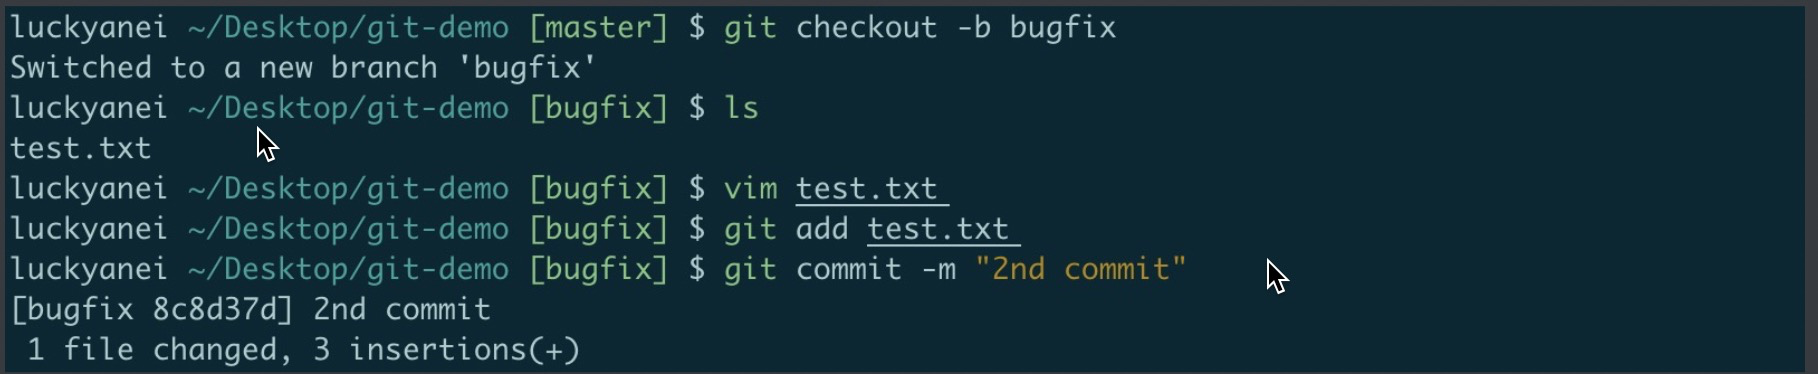 luckyanei ~/Desktop/git-demo [master] $ git checkout -b bugfix
Switched to a new branch 'bugfix'
luckyanei ~/Desktop/git-demo [bugfix] $ ls
test.txt
luckyanei ~/Desktop/git-demo [bugfix] $ vim test.txt
luckyanei ~/Desktop/git-demo [bugfix] $ git add test.txt
luckyanei ~/Desktop/git-demo [bugfix] $ git commit -m "2nd commit"
[bugfix 8c8d37d] 2nd commit
 1 file changed, 3 insertions(+)